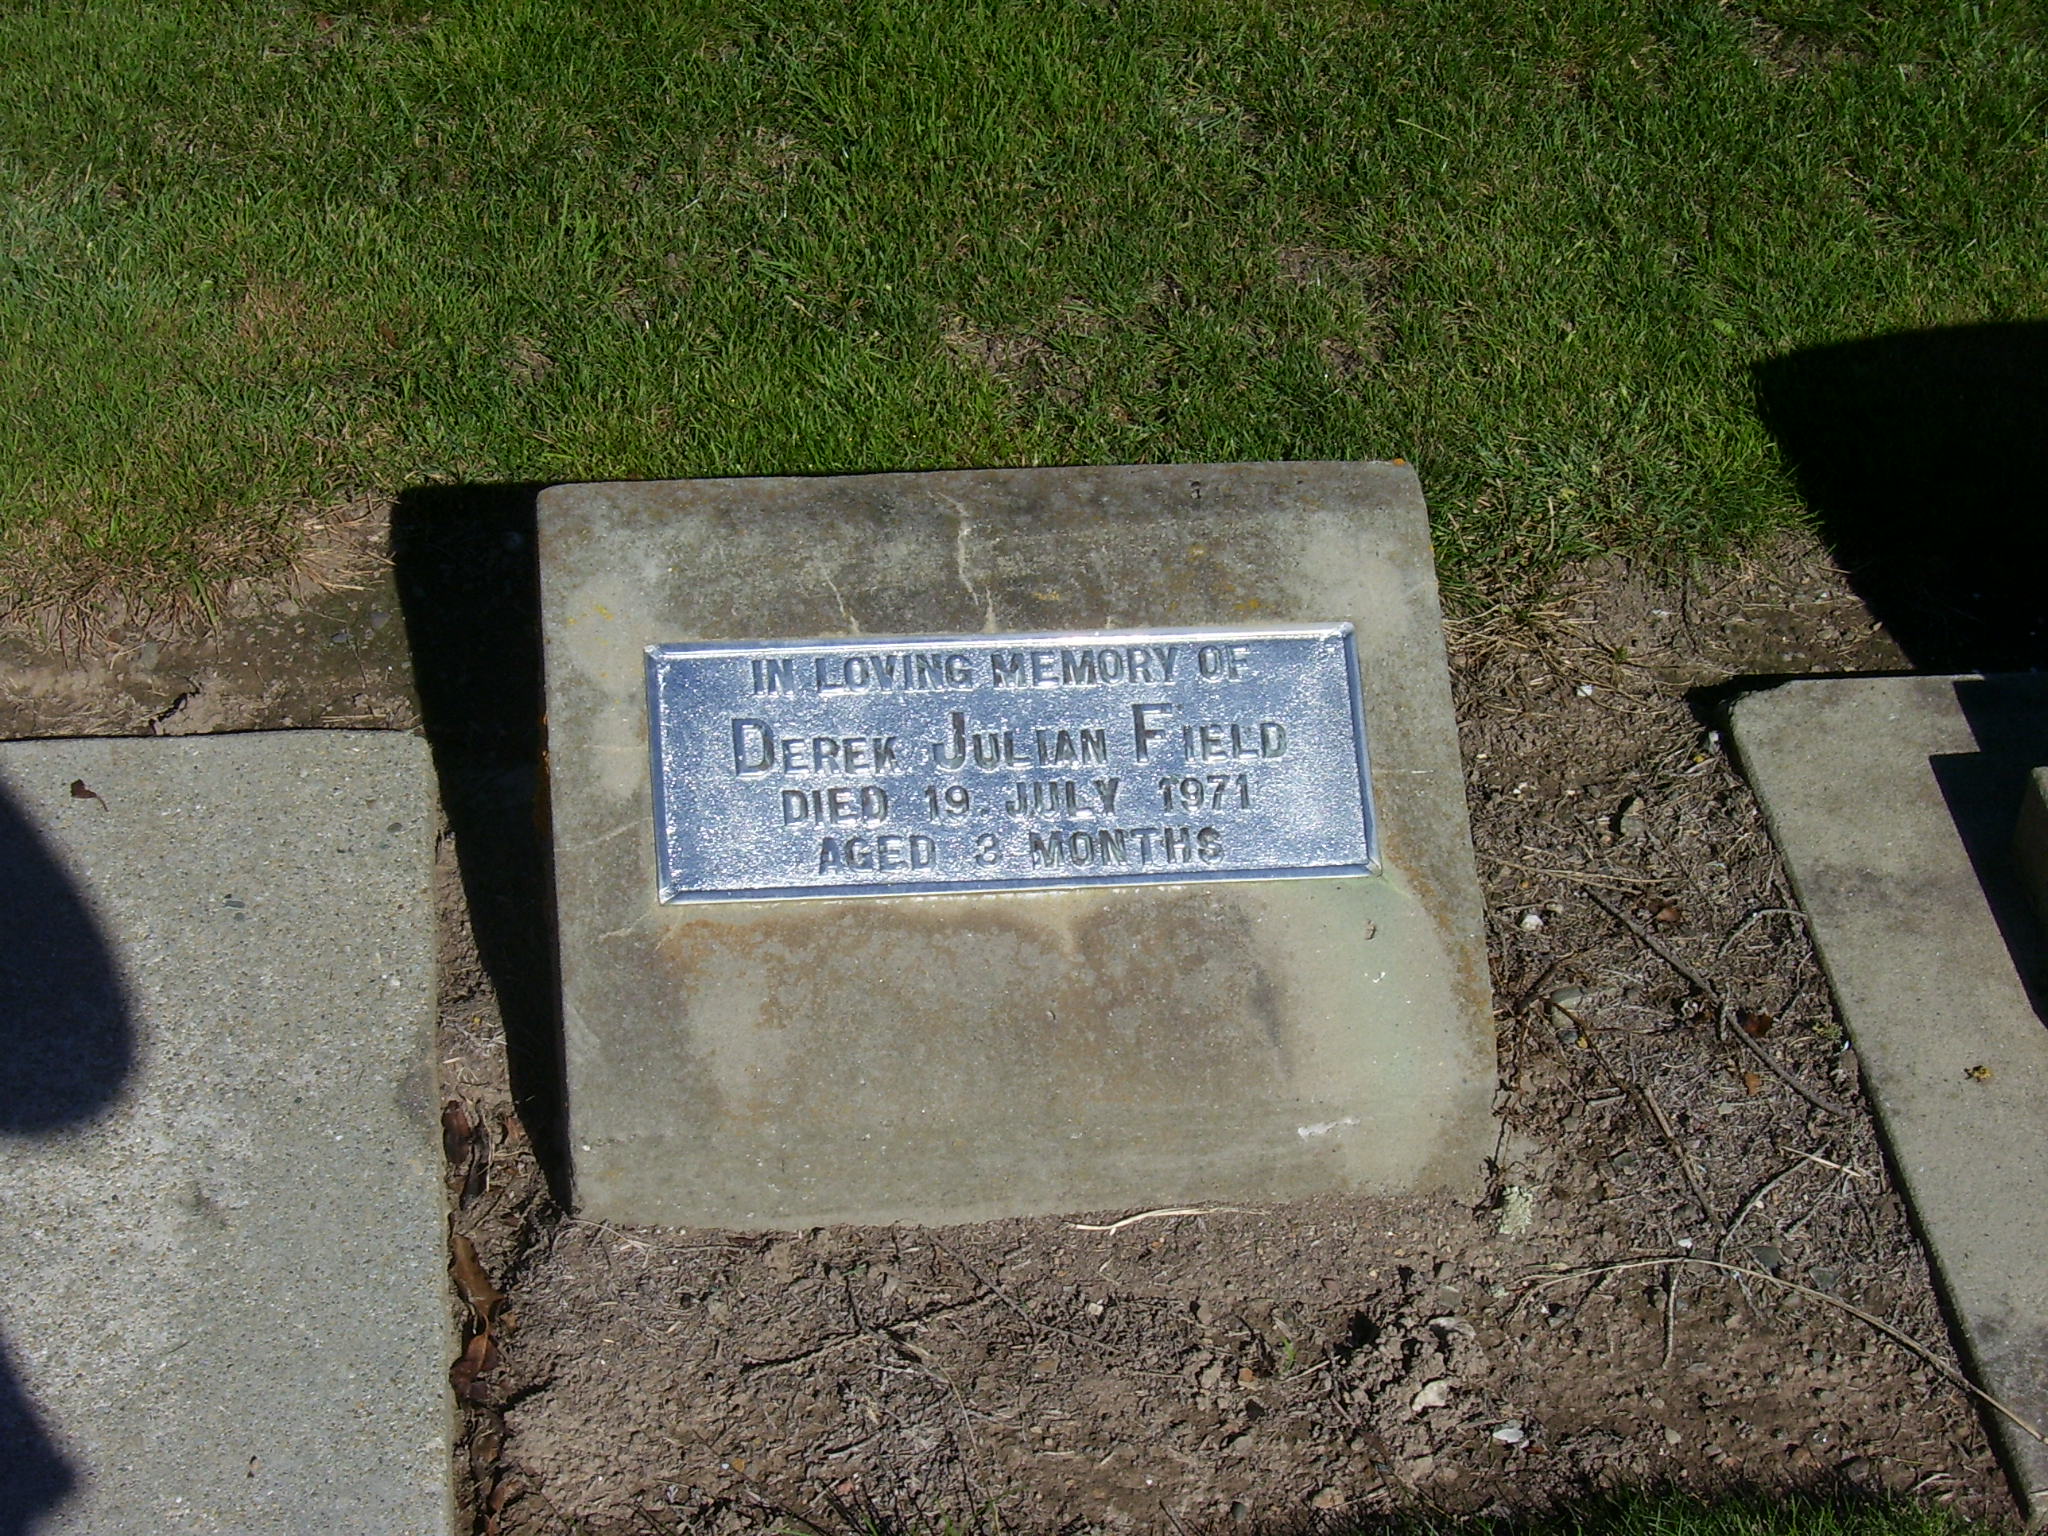 IN LOVING MEMORY OF
DEREK JULIAN FIELD
DIED 19. JULY 1971
AGED 3 MONTHS